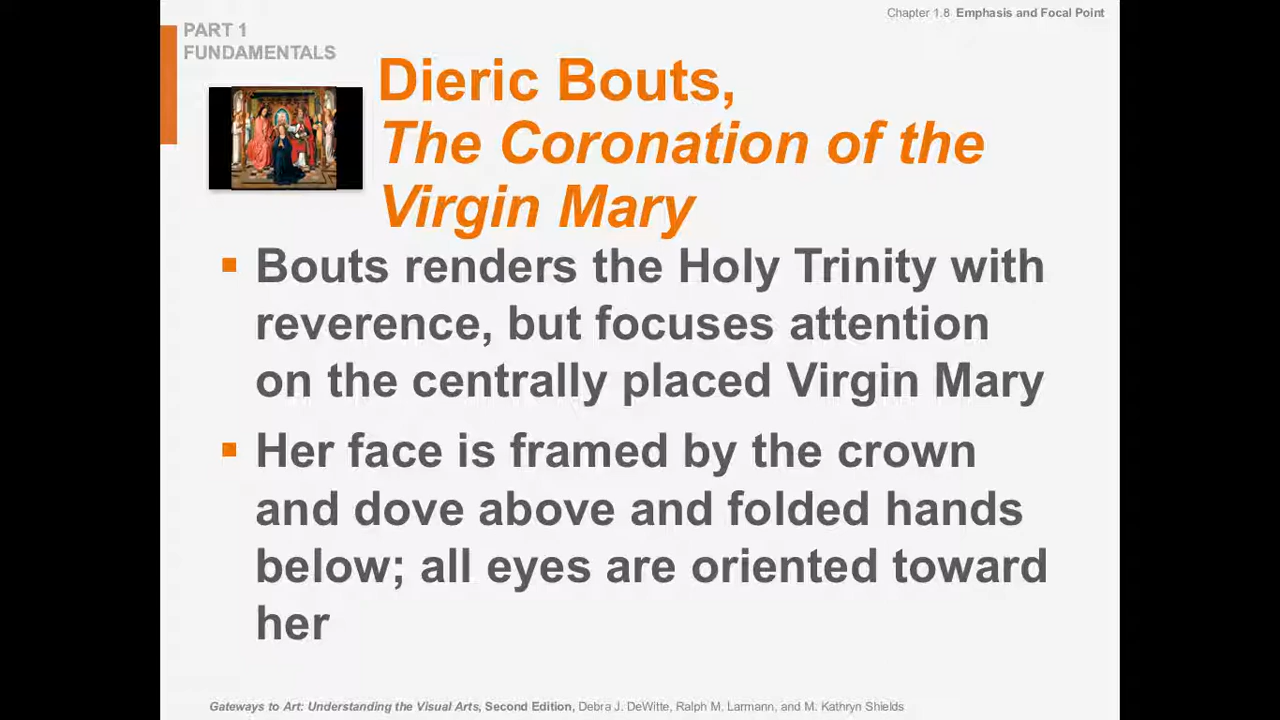 Chapter 1.8 Emphasis and Focal Point
PART 1
FUNDAMENTALS
Dieric Bouts,
The Coronation of the
Virgin Mary
▪ Bouts renders the Holy Trinity with
reverence, but focuses attention
on the centrally placed Virgin Mary
▪ Her face is framed by the crown
and dove above and folded hands
below; all eyes are oriented toward
her
Gateways to Art: Understanding the Visual Arts, Second Edition, Debra J. DeWitte, Ralph M. Larmann, and M. Kathryn Shields